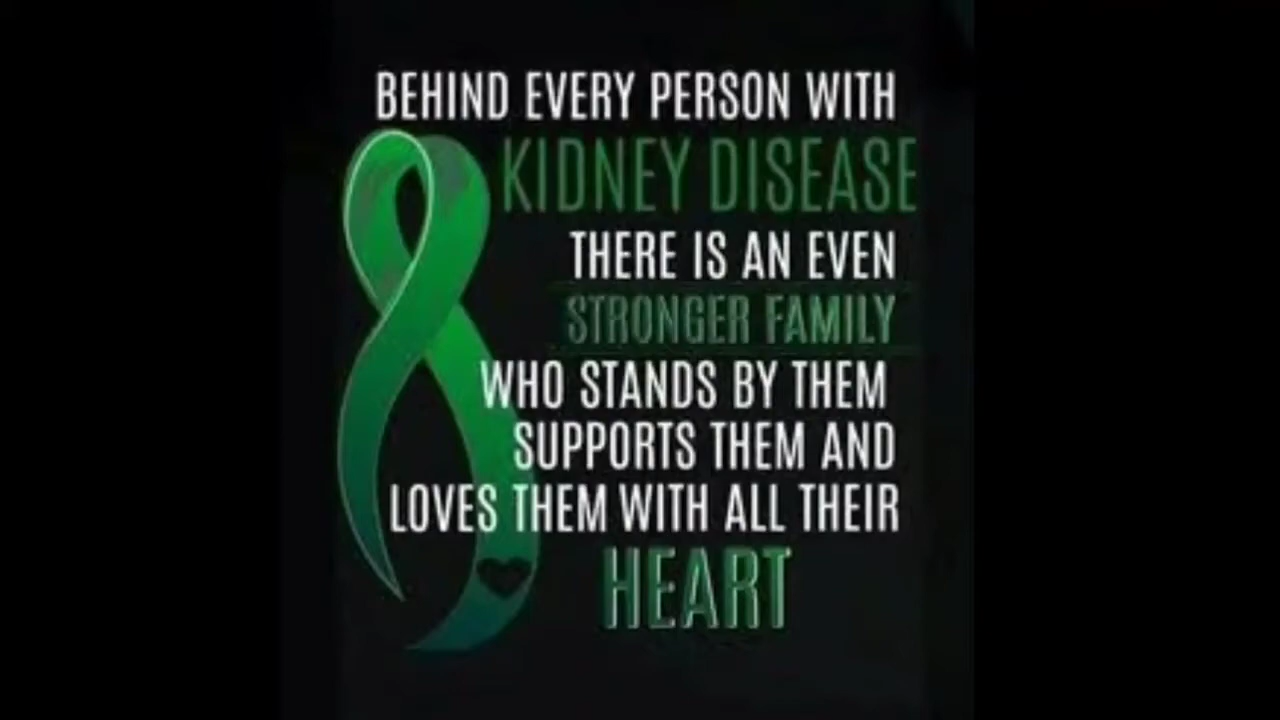 BEHIND EVERY PERSON WITH
KIDNEY DISEASE
THERE IS AN EVEN
STRONGER FAMILY
WHO STANDS BY THEM
SUPPORTS THEM AND
LOVES THEM WITH ALL THEIR
HEART